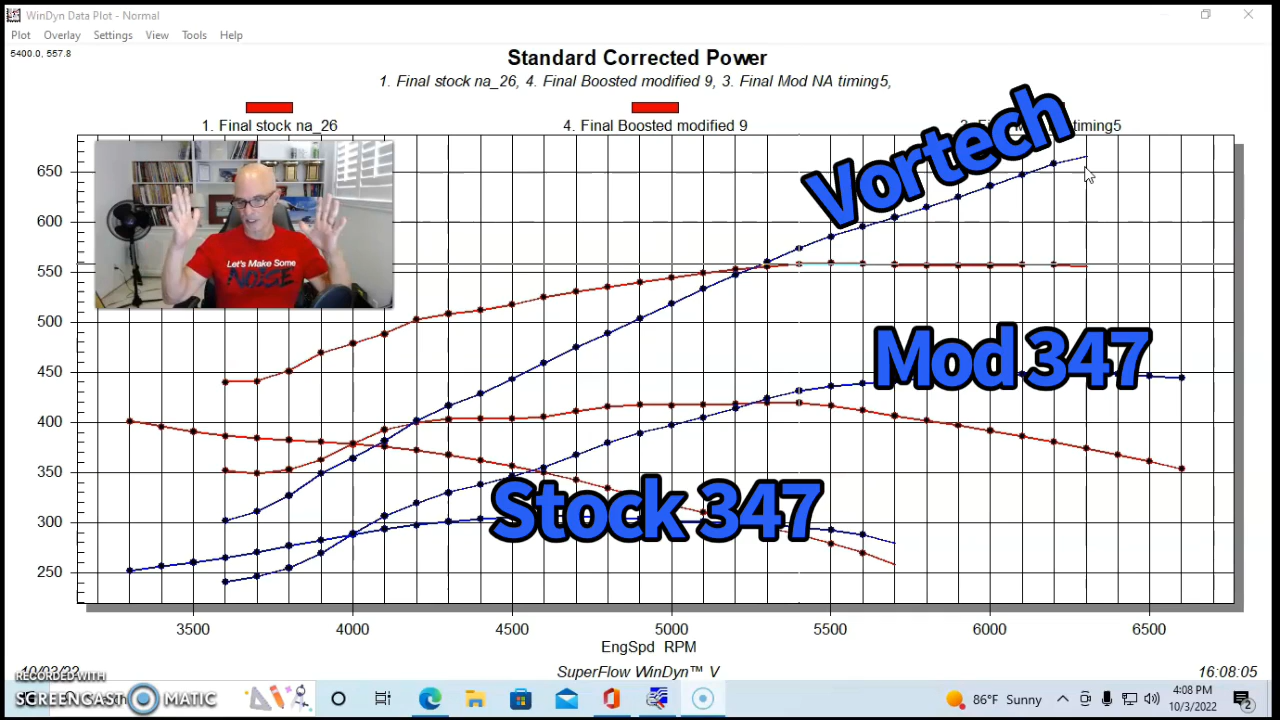 WinDyn Data Plot - Normal
Plot Overlay Settings View Tools Help
5400.0, 557.8
Standard Corrected Power
1. Final stock na_26, 4. Final Boosted modified 9, 3. Final Mod NA timing5,
1. Final stock na_26 4. Final Boosted modified 9 timing5
Vortech
Let's Make Some
NOISE
Mod 347
Stock 347
650
600
550
500
450
400
350
300
250
3500 4000 4500 5000 5500 6000 6500
EngSpd RPM
SuperFlow WinDyn™ V 16:08:05
RECORDED WITH
SCREENCAST MATIC
86°F Sunny
4:08 PM
10/3/2022
2